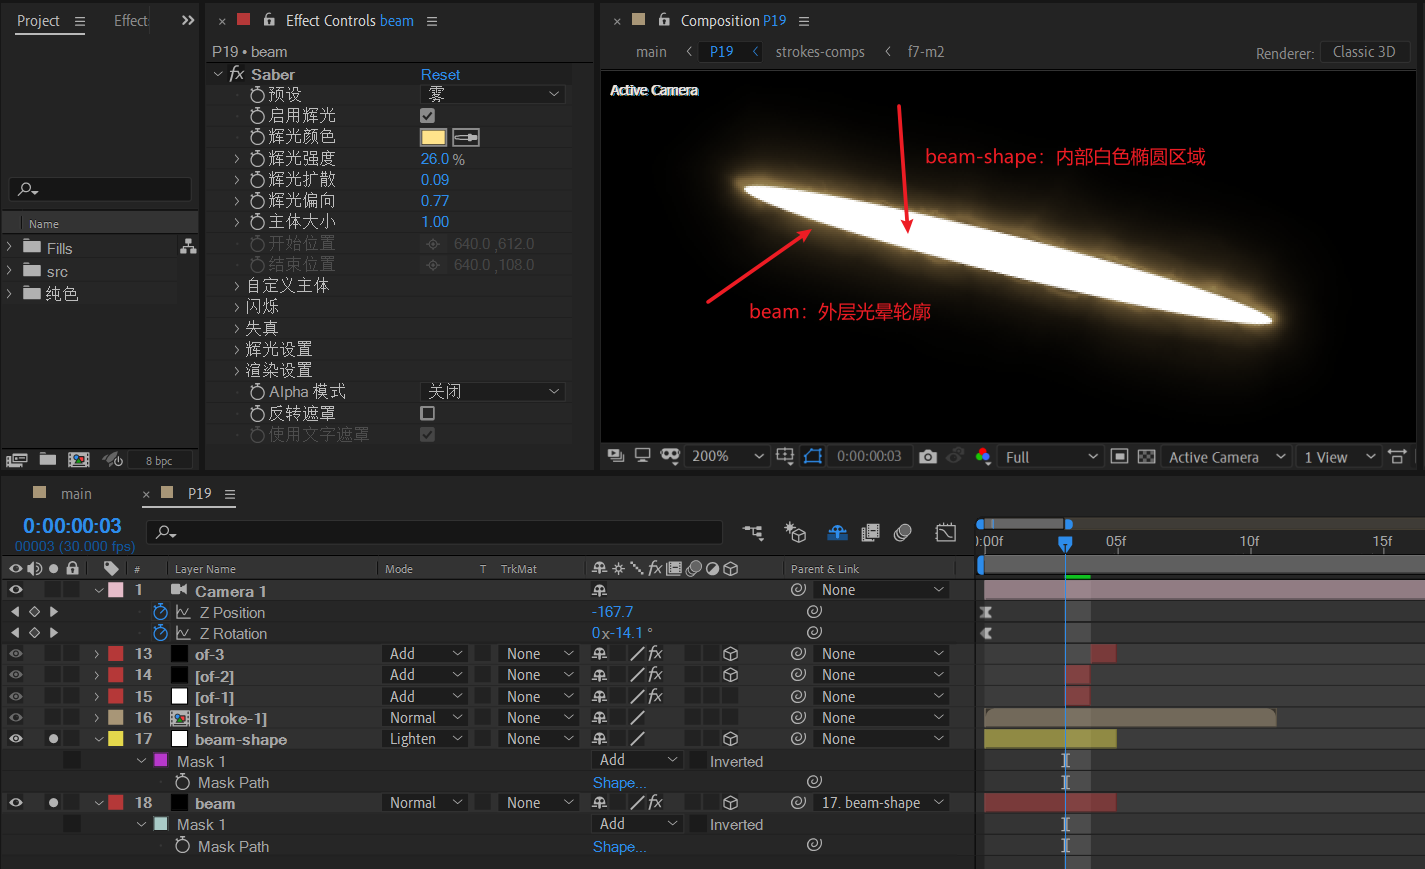 Project
Effect
Effect Controls beam
Composition P19
P19 • beam
main
P19
strokes-comps
f7-m2
Renderer:
Classic 3D
fx Saber
Reset
Active Camera
预设
雾
启用辉光
辉光颜色
辉光强度
26.0 %
辉光扩散
0.09
辉光偏向
0.77
主体大小
1.00
开始位置
640.0 ,612.0
结束位置
640.0 ,108.0
自定义主体
闪烁
失真
辉光设置
渲染设置
Alpha 模式
关闭
反转遮罩
使用文字遮罩
beam-shape：内部白色椭圆区域
beam：外层光晕轮廓
Name
Fills
src
纯色
8 bpc
200%
0:00:00:03
Full
Active Camera
1 View
main
P19
0:00:00:03
00003 (30.000 fps)
:00f
05f
10f
15f
#
Layer Name
Mode
T
TrkMat
fx
Parent & Link
1
Camera 1
None
Z Position
-167.7
Z Rotation
0x-14.1 °
13
of-3
Add
None
fx
None
14
[of-2]
Add
None
fx
None
15
[of-1]
Add
None
fx
None
16
[stroke-1]
Normal
None
None
17
beam-shape
Lighten
None
None
Mask 1
Add
Inverted
Mask Path
Shape...
18
beam
Normal
None
fx
17. beam-shape
Mask 1
Add
Inverted
Mask Path
Shape...